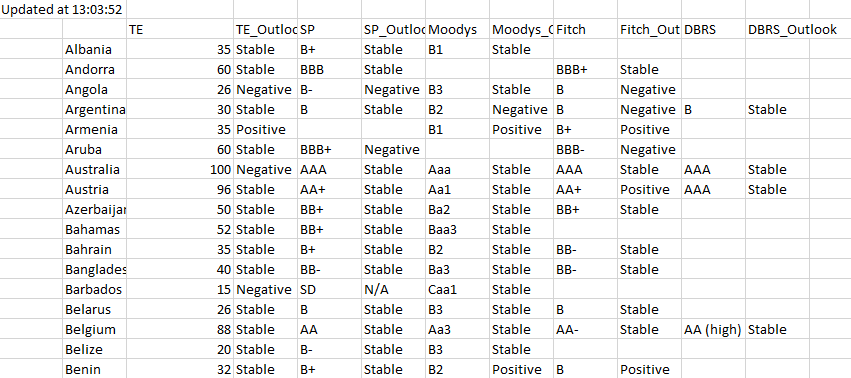 Updated at 13:03:52
TE TE_Outloo SP SP_Outloo Moodys Moodys_O Fitch Fitch_Out DBRS DBRS_Outlook
Albania 35 Stable B+ Stable B1 Stable
Andorra 60 Stable BBB Stable BBB+ Stable
Angola 26 Negative B- Negative B3 Stable B Negative
Argentina 30 Stable B Stable B2 Negative B Negative B Stable
Armenia 35 Positive B1 Positive B+ Positive
Aruba 60 Stable BBB+ Negative BBB- Negative
Australia 100 Negative AAA Stable Aaa Stable AAA Stable AAA Stable
Austria 96 Stable AA+ Stable Aa1 Stable AA+ Positive AAA Stable
Azerbaijan 50 Stable BB+ Stable Ba2 Stable BB+ Stable
Bahamas 52 Stable BB+ Stable Baa3 Stable
Bahrain 35 Stable B+ Stable B2 Stable BB- Stable
Banglades 40 Stable BB- Stable Ba3 Stable BB- Stable
Barbados 15 Negative SD N/A Caa1 Stable
Belarus 26 Stable B Stable B3 Stable B Stable
Belgium 88 Stable AA Stable Aa3 Stable AA- Stable AA (high) Stable
Belize 20 Stable B- Stable B3 Stable
Benin 32 Stable B+ Stable B2 Positive B Positive